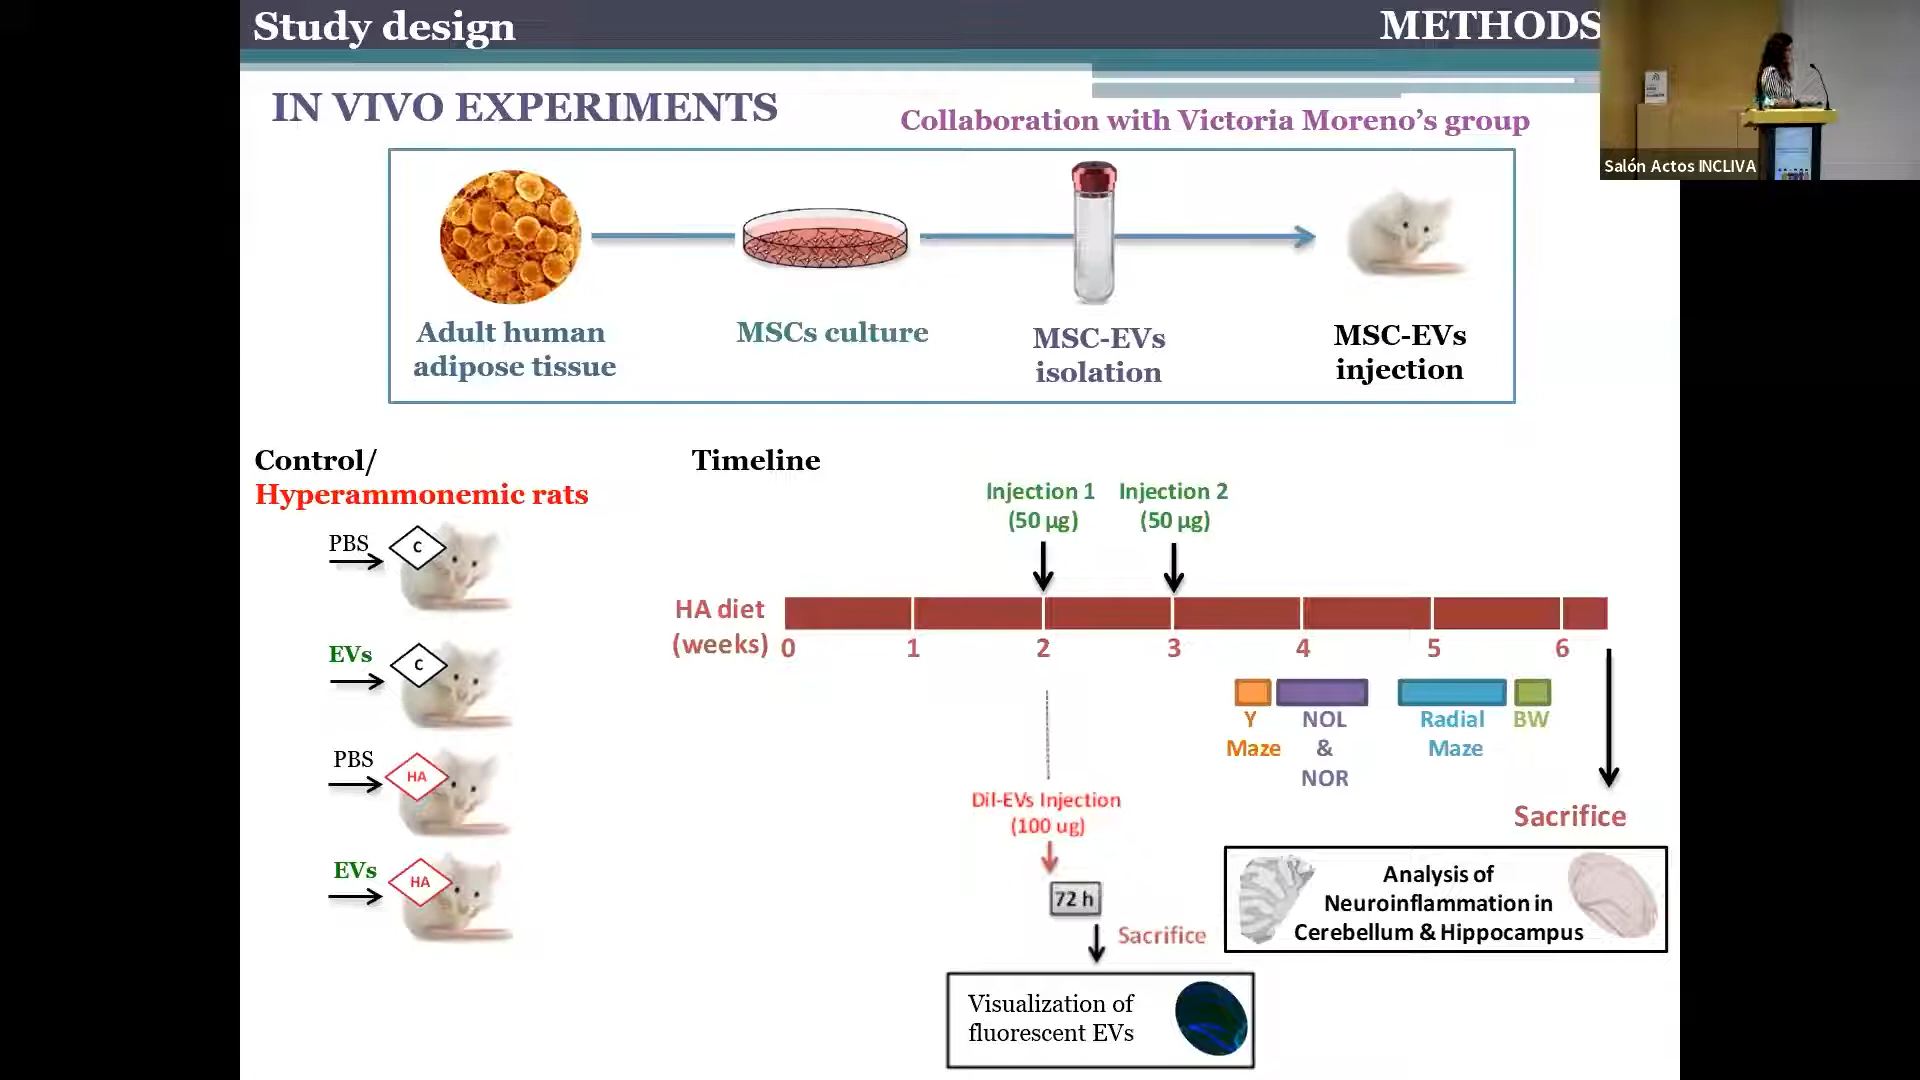 Study design
METHODS
IN VIVO EXPERIMENTS
Collaboration with Victoria Moreno's group
Salón Actos INCLIVA
Adult human
adipose tissue
MSCs culture
MSC-EVs
isolation
MSC-EVs
injection
Control/
Hyperammonemic rats
PBS
C
EVs
C
PBS
HA
EVs
HA
Timeline
Injection 1
(50 µg)
Injection 2
(50 µg)
HA diet
(weeks)
0 1 2 3 4 5 6
Y
Maze
NOL
&
NOR
Radial
Maze
BW
DiI-EVs Injection
(100 ug)
72 h
Sacrifice
Visualization of
fluorescent EVs
Sacrifice
Analysis of
Neuroinflammation in
Cerebellum & Hippocampus